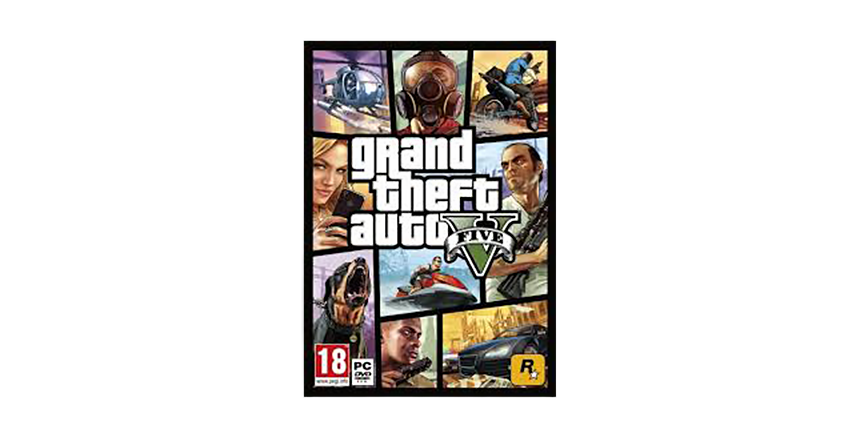 grand
theft
auto V
FIVE
18
www.pegi.info
PC
DVD
R